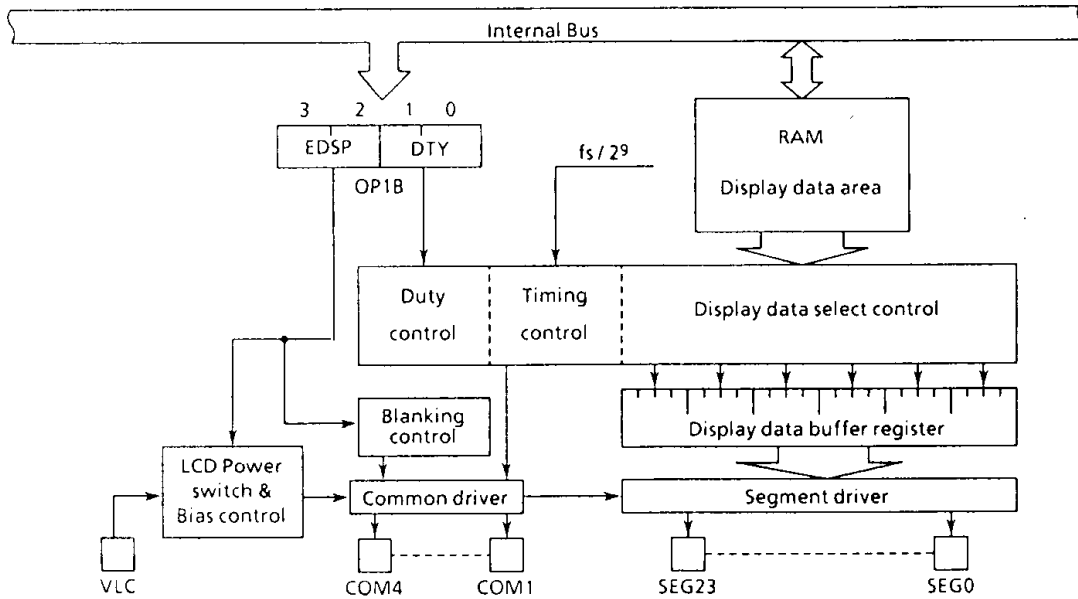 Internal Bus
3 2 1 0
EDSP DTY
OP1B
fs / 2⁹
RAM
Display data area
Duty
control
Timing
control
Display data select control
Blanking
control
Display data buffer register
LCD Power
switch &
Bias control
Common driver
Segment driver
VLC
COM4
COM1
SEG23
SEG0